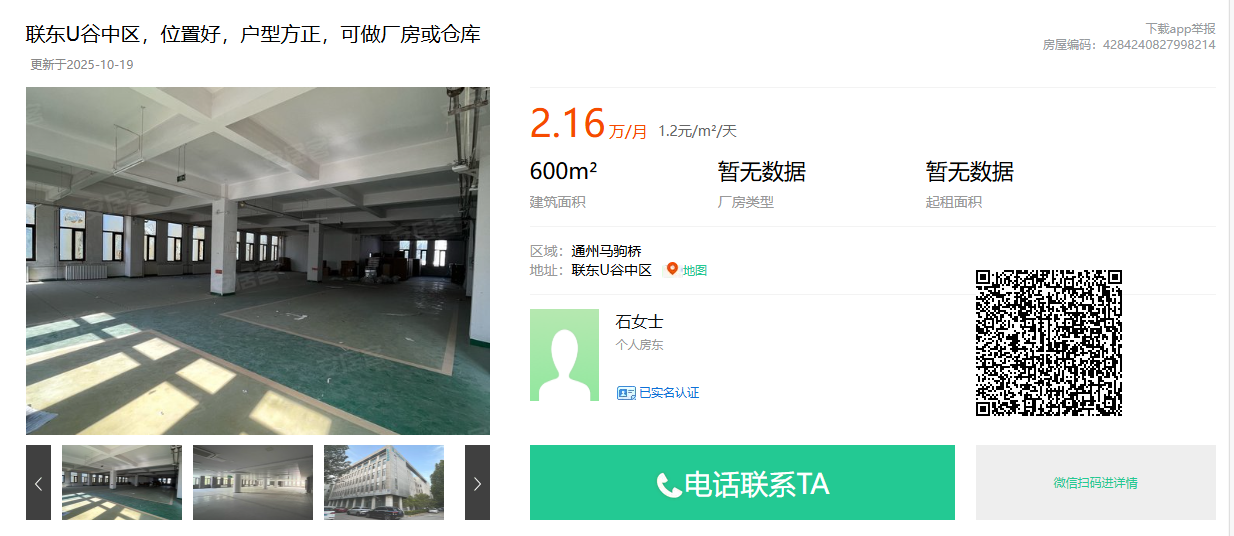 联东U谷中区，位置好，户型方正，可做厂房或仓库
下载app举报
房屋编码：4284240827998214
更新于2025-10-19
2.16万/月 1.2元/m²/天
600m² 暂无数据 暂无数据
建筑面积 厂房类型 起租面积
区域：通州马驹桥
地址：联东U谷中区 地图
石女士
个人房东
已实名认证
电话联系TA
微信扫码进详情